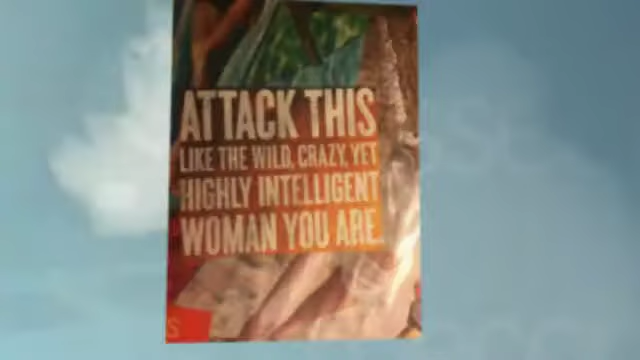 ATTACK THIS
LIKE THE WILD, CRAZY, YET
HIGHLY INTELLIGENT
WOMAN YOU ARE.
S